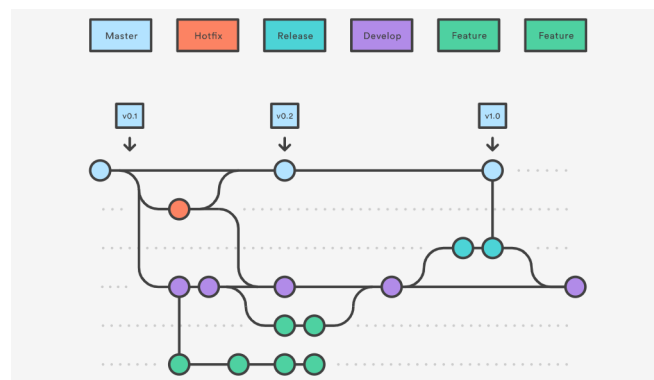 Master
Hotfix
Release
Develop
Feature
Feature
v0.1
v0.2
v1.0